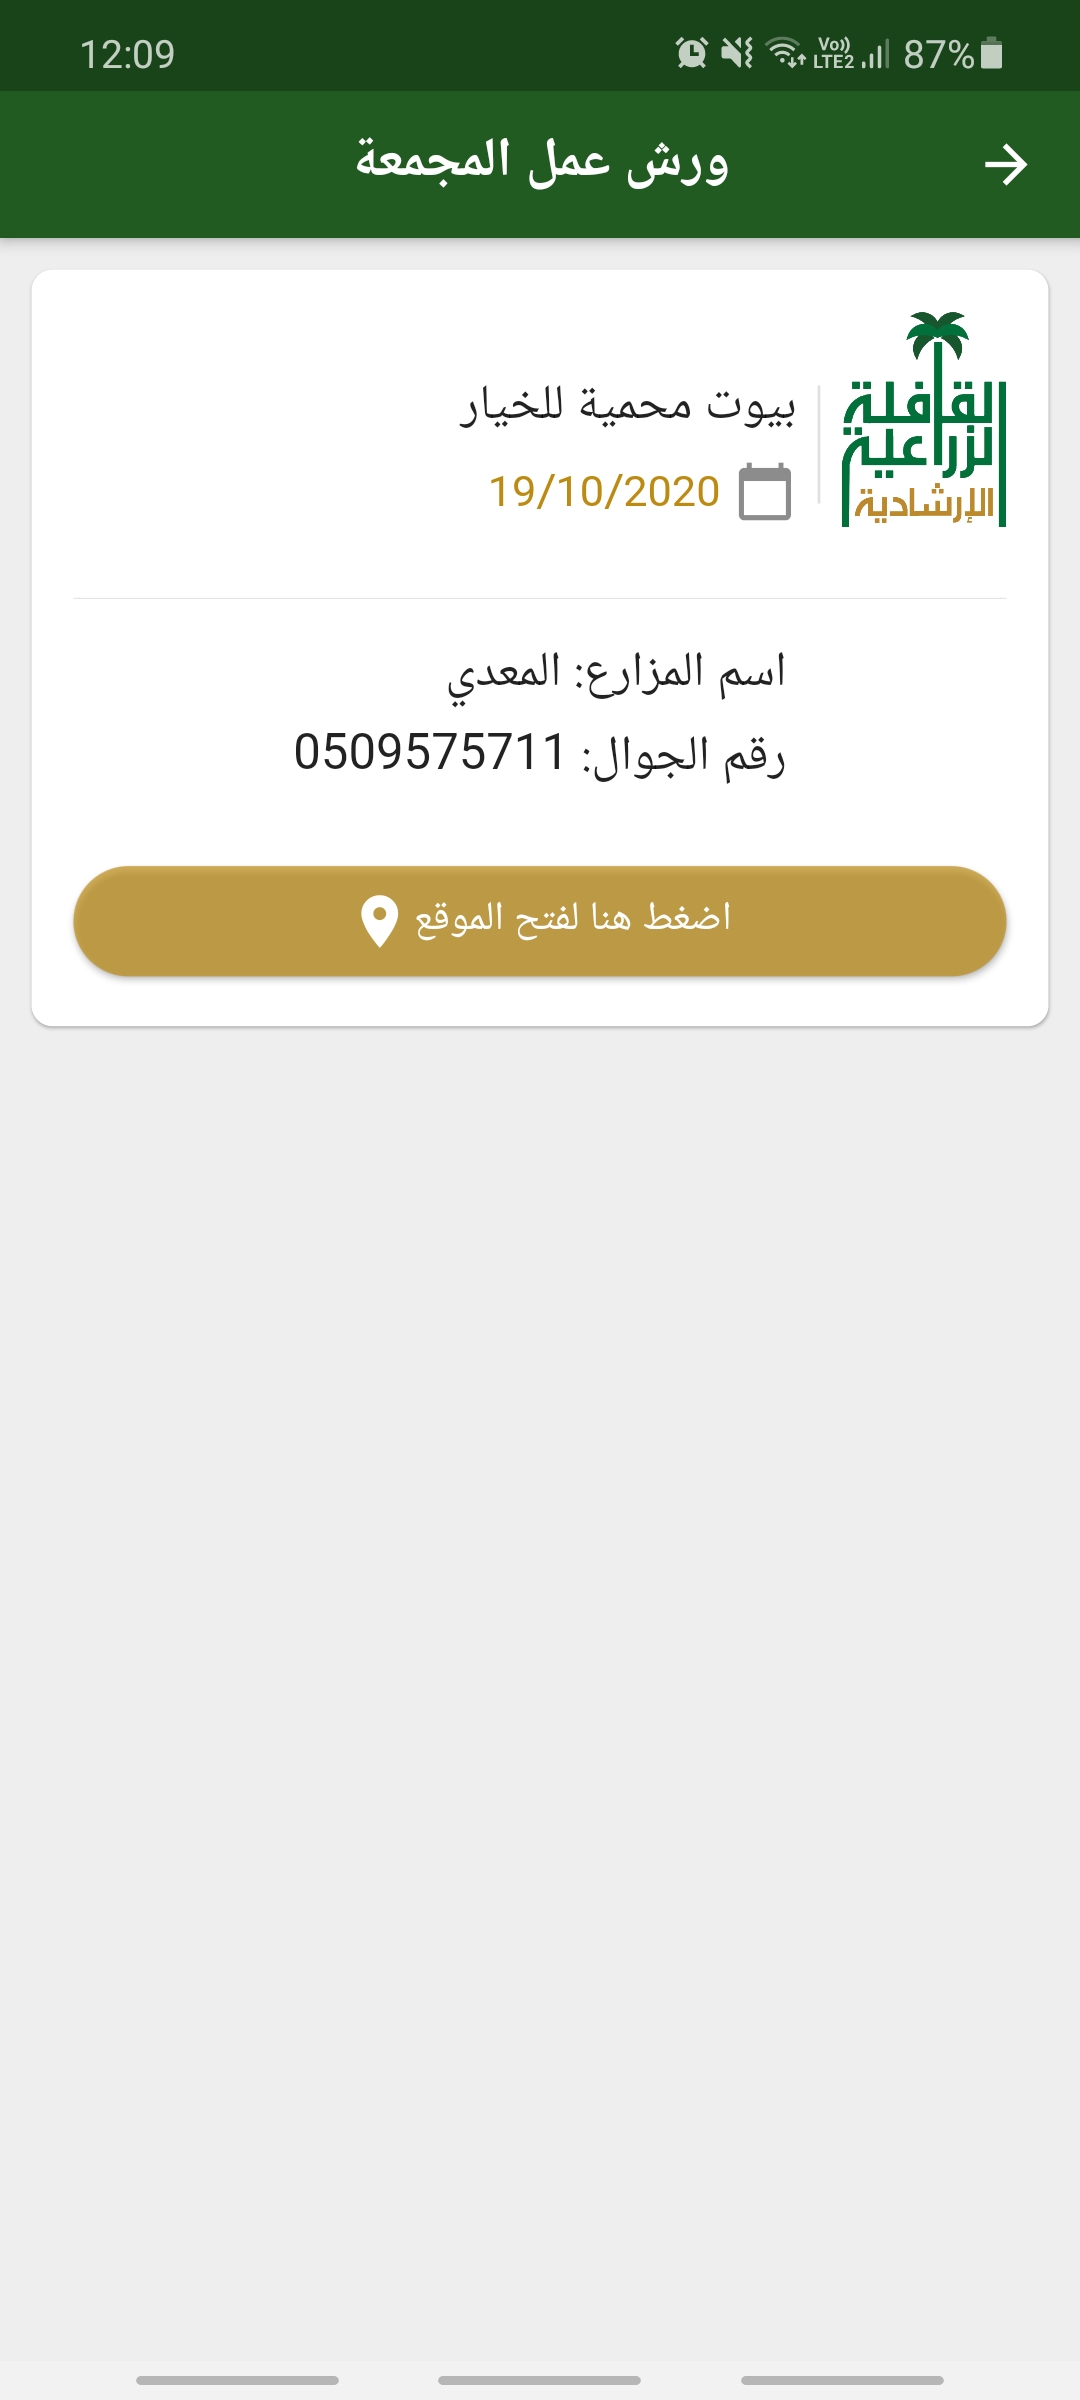 12:09
Vo)) LTE2 87%
ورش عمل المجمعة
القافلة
الزراعية
الإرشادية
بيوت محمية للخيار
19/10/2020
اسم المزارع: المعدي
رقم الجوال: 0509575711
اضغط هنا لفتح الموقع